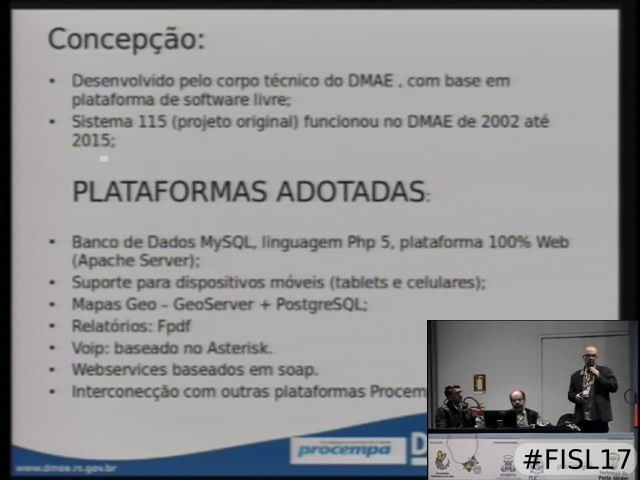 Concepção:
• Desenvolvido pelo corpo técnico do DMAE , com base em
plataforma de software livre;
• Sistema 115 (projeto original) funcionou no DMAE de 2002 até
2015;
PLATAFORMAS ADOTADAS:
• Banco de Dados MySQL, linguagem Php 5, plataforma 100% Web
(Apache Server);
• Suporte para dispositivos móveis (tablets e celulares);
• Mapas Geo – GeoServer + PostgreSQL;
• Relatórios: Fpdf
• Voip: baseado no Asterisk.
• Webservices baseados em soap.
• Interconecção com outras plataformas Procem
www.dmae.rs.gov.br
procempa
D
#FISL17